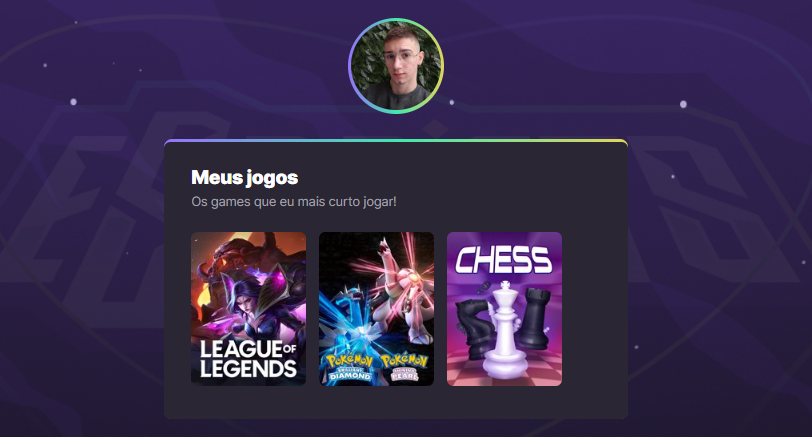 Meus jogos
Os games que eu mais curto jogar!
LEAGUE OF
LEGENDS
POKÉMON
BRILLIANT
DIAMOND
POKÉMON
SHINING
PEARL
CHESS